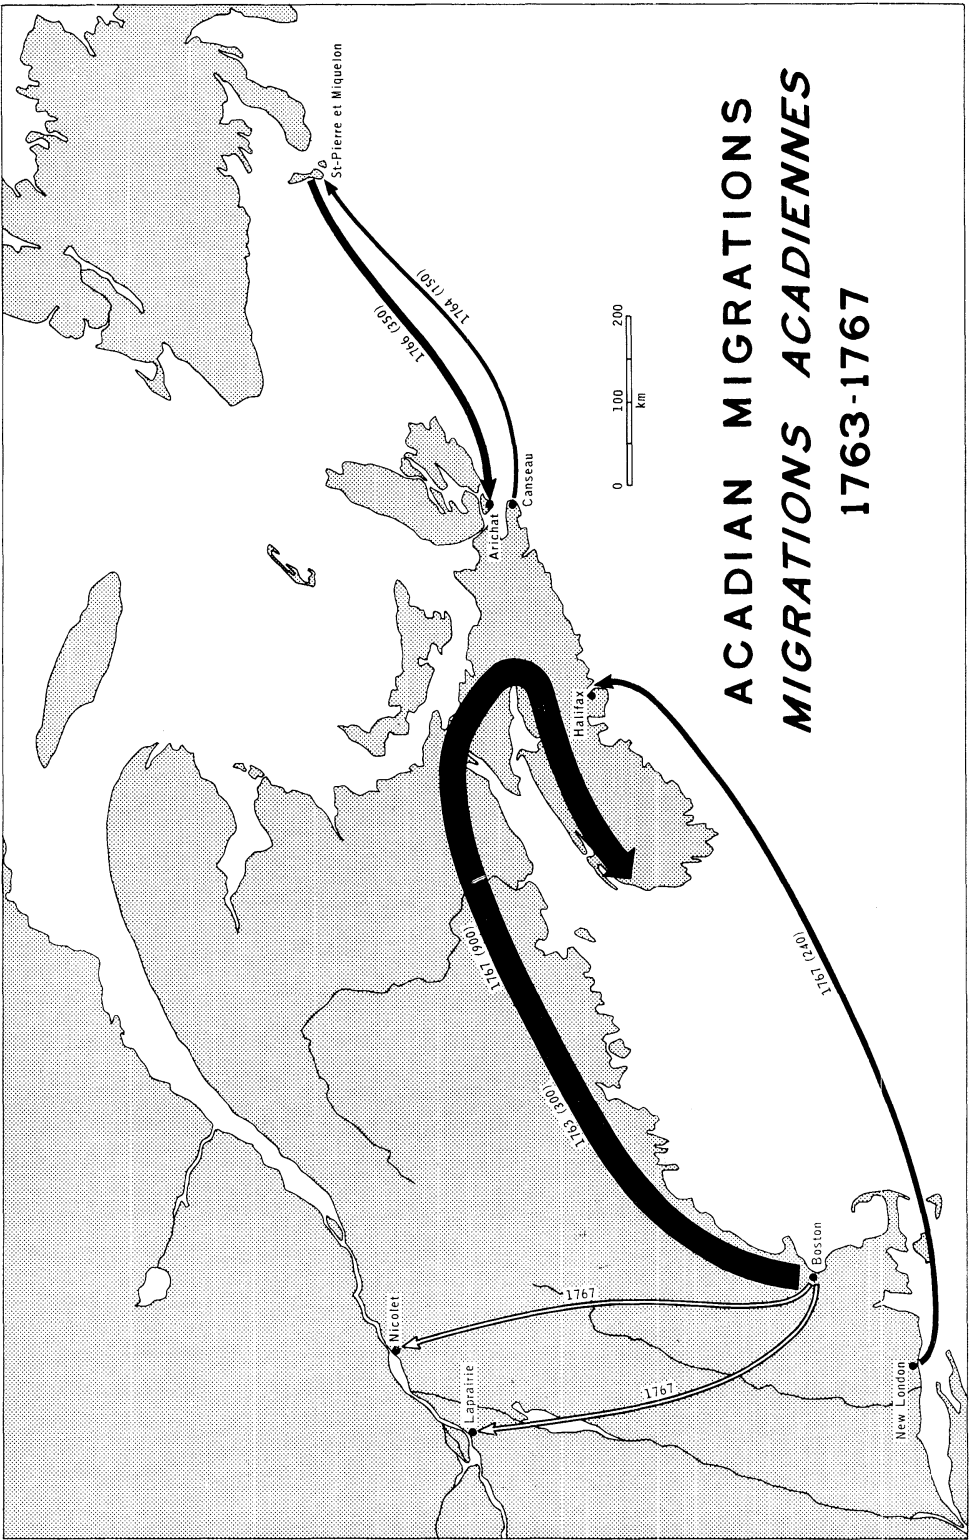 ACADIAN MIGRATIONS
MIGRATIONS ACADIENNES
1763-1767
St-Pierre et Miquelon
1764 (150)
1766 (350)
0 100 200
km
Canseau
Arichat
Halifax
1767 (900)
1763 (300)
1767 (240)
Boston
1767
Nicolet
1767
Laprairie
New London